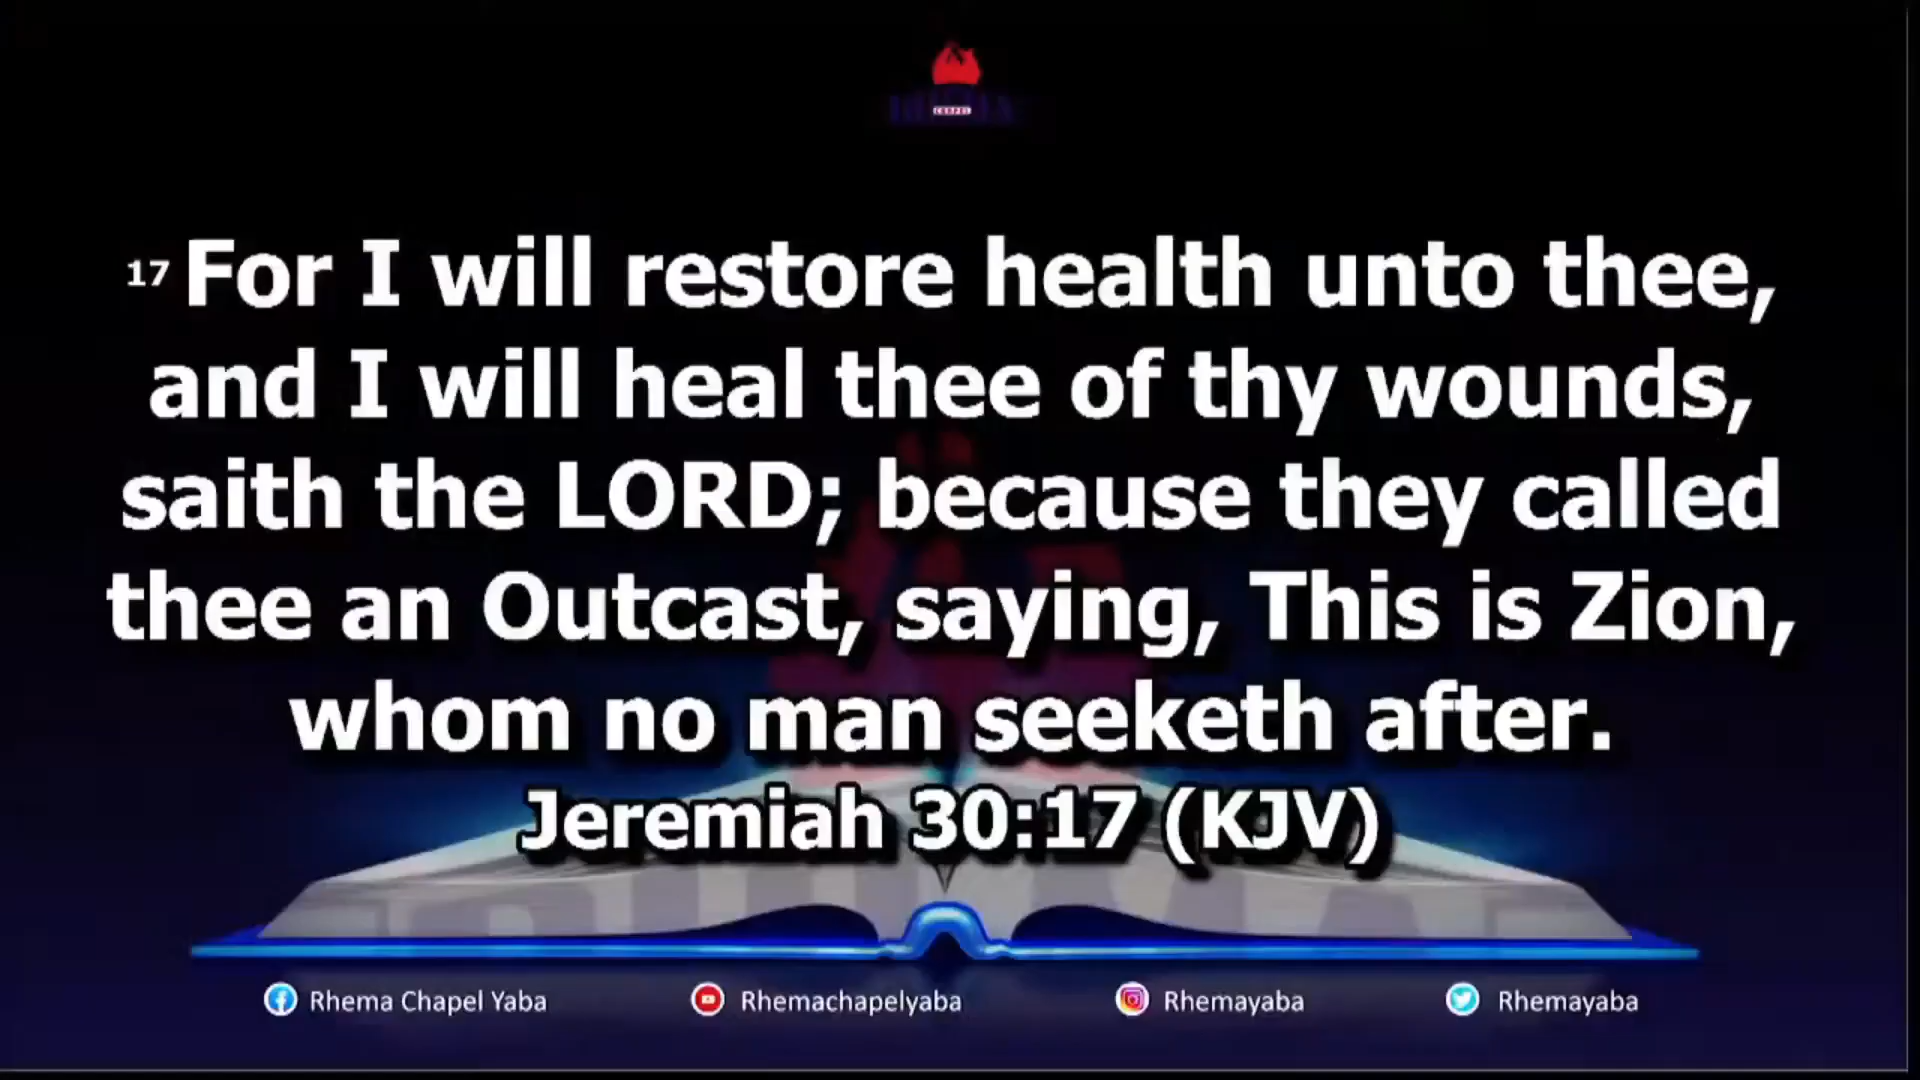 CHAPEL
17 For I will restore health unto thee,
and I will heal thee of thy wounds,
saith the LORD; because they called
thee an Outcast, saying, This is Zion,
whom no man seeketh after.
Jeremiah 30:17 (KJV)
Rhema Chapel Yaba Rhemachapelyaba Rhemayaba Rhemayaba